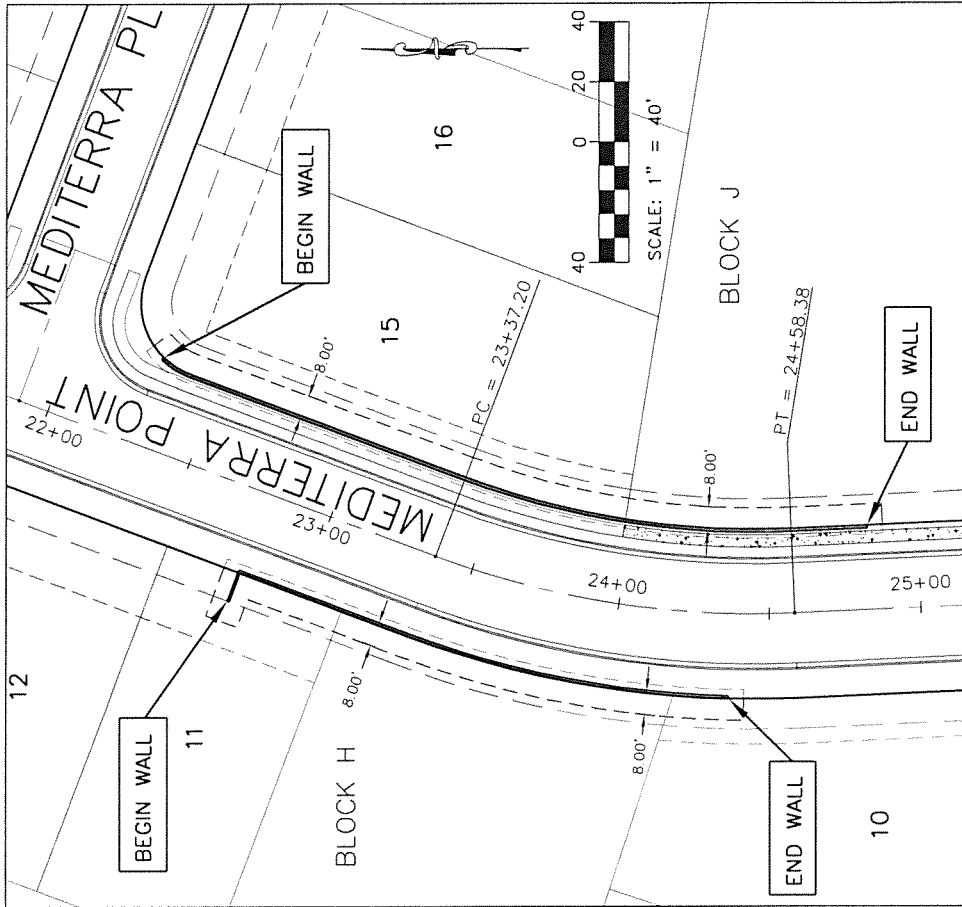 MEDITERRA PL
MEDITERRA POINT
22+00
23+00
24+00
25+00
BEGIN WALL
16
15
8.00'
PC = 23+37.20
40
20
0
40
SCALE: 1" = 40'
BLOCK J
PT = 24+58.38
8.00'
END WALL
12
11
BEGIN WALL
BLOCK H
8.00'
8.00'
END WALL
10